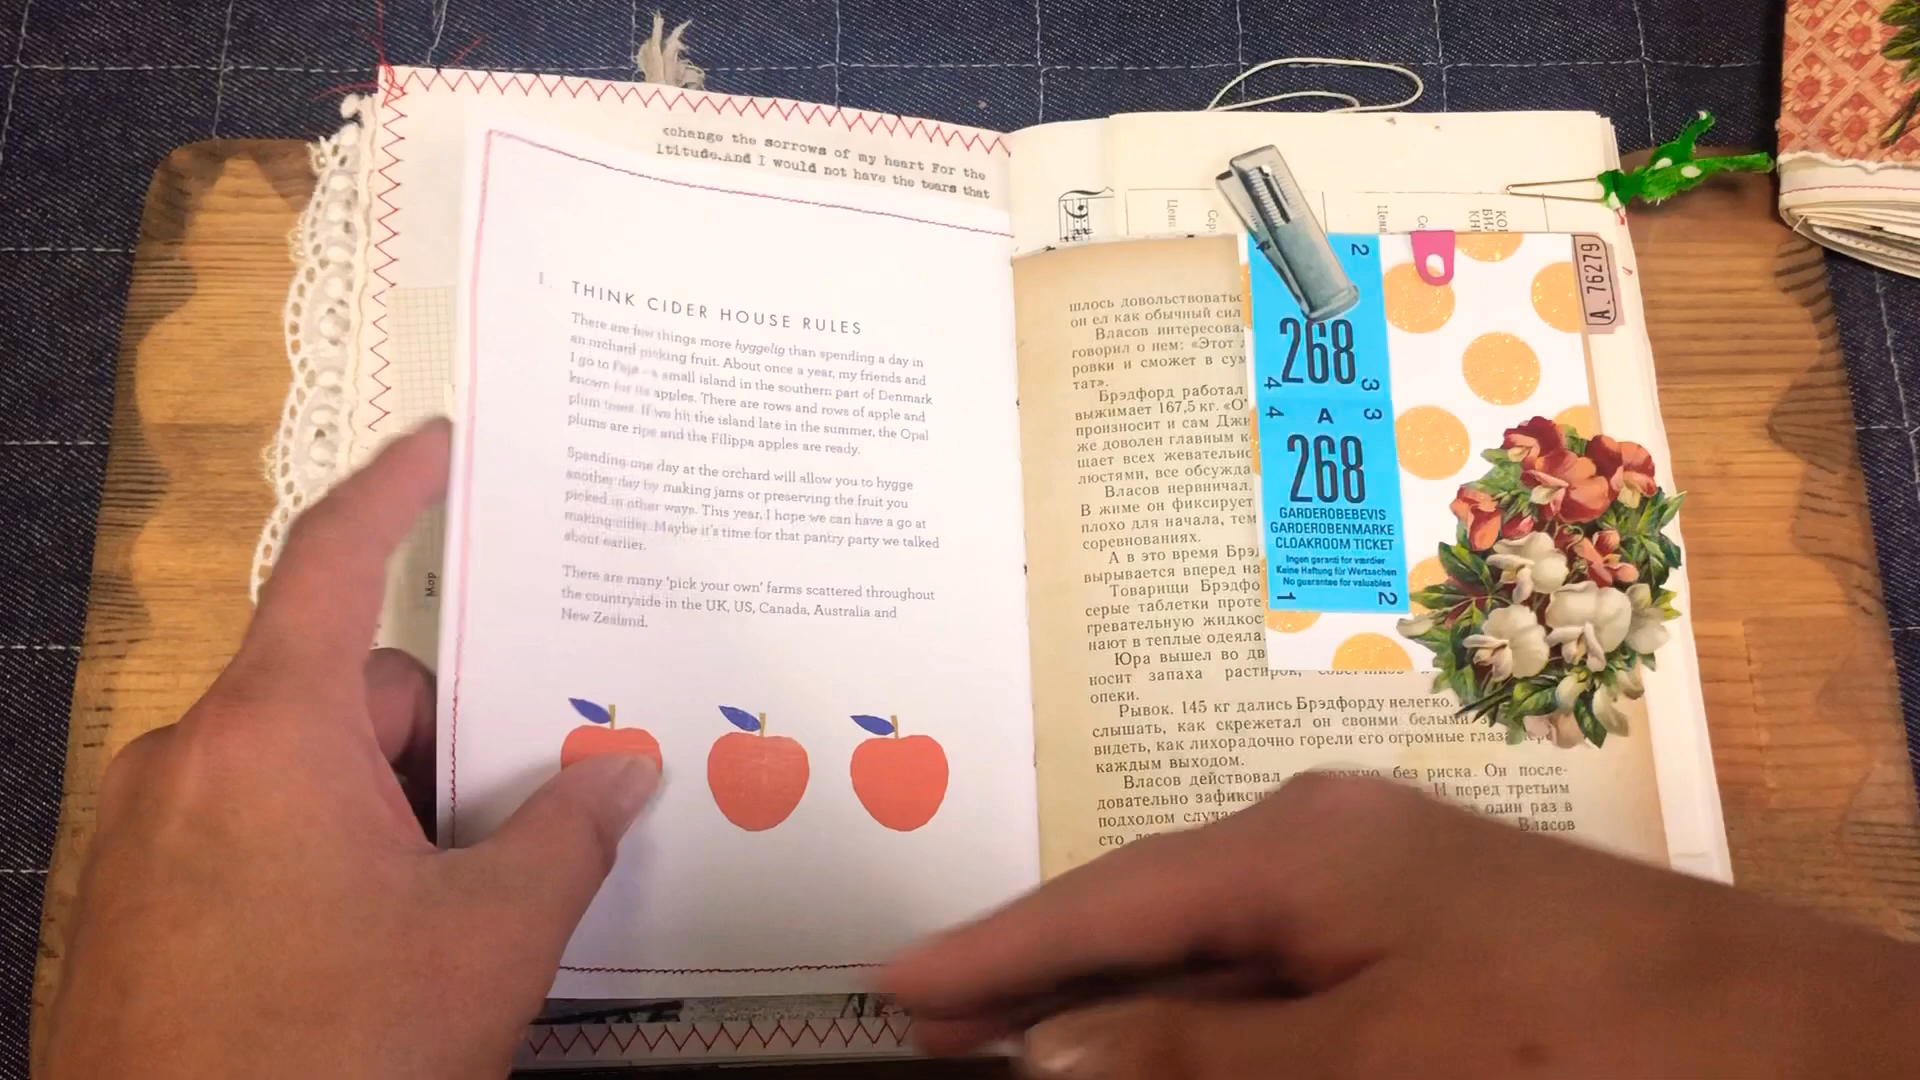 cohange the sorrows of my heart For the
ltitude.And I would not have the tears that
1.
THINK CIDER HOUSE RULES
There are few things more hyggelig than spending a day in
an orchard picking fruit. About once a year, my friends and
I go to Fejø – a small island in the southern part of Denmark
known for its apples. There are rows and rows of apple and
plum trees. If we hit the island late in the summer, the Opal
plums are ripe and the Filippa apples are ready.
Spending one day at the orchard will allow you to hygge
another day by making jams or preserving the fruit you
picked in other ways. This year, I hope we can have a go at
making cider. Maybe it's time for that pantry party we talked
about earlier.
There are many 'pick your own' farms scattered throughout
the countryside in the UK, US, Canada, Australia and
New Zealand.
Map
Цена
Сер
Цена
Се
шлось довольствоватьс
он ел как обычный сил
Власов интересова
говорил о нем: «Этот
ровки и сможет в сум
тат».
Брэдфорд работал
выжимает 167,5 кг. «О'
произносит и сам Джи
же доволен главным к
щает всех жевательно
люстями, все обсужда
Власов нервничал.
В жиме он фиксирует
плохо для начала, тем
соревнованиях.
А в это время Брэд
вырывается вперед на
Товарищи Брэдфо
серые таблетки проте
гревательную жидкос
нают в теплые одеяла.
Юра вышел во дв
носит запаха растирок,
опеки.
Рывок. 145 кг дались Брэдфорду нелегко.
слышать, как скрежетал он своими белыми
видеть, как лихорадочно горели его огромные глаза
каждым выходом.
Власов действовал без риска. Он после-
довательно зафикси И перед третьим
подходом случа один раз в
сто Власов
2
268
4 3
4 A 3
268
GARDEROBEBEVIS
GARDEROBENMARKE
CLOAKROOM TICKET
Ingen garanti for værdier
Keine Haftung für Wertsachen
No guarantee for valuables
1 2
A. 76279